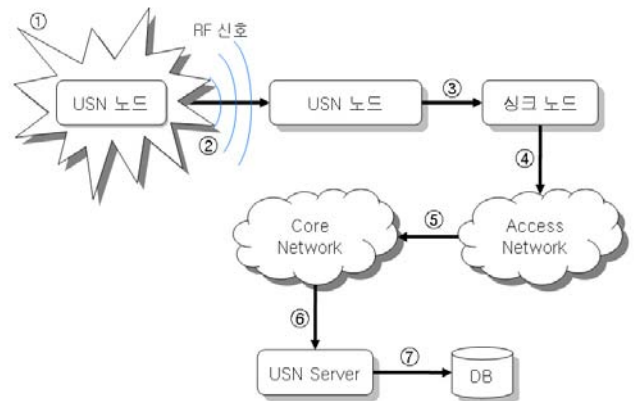 ①
RF 신호
USN 노드
②
USN 노드
③
싱크 노드
④
Core
Network
⑤
Access
Network
⑥
USN Server
⑦
DB